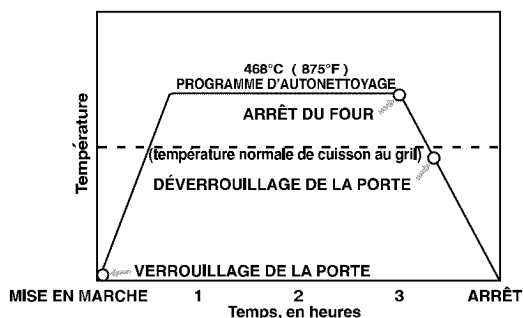 468°C ( 875°F )
PROGRAMME D'AUTONETTOYAGE
ARRÊT DU FOUR
Température
(température normale de cuisson au gril)
DÉVERROUILLAGE DE LA PORTE
VERROUILLAGE DE LA PORTE
MISE EN MARCHE 1 2 3 ARRÊT
Temps, en heures